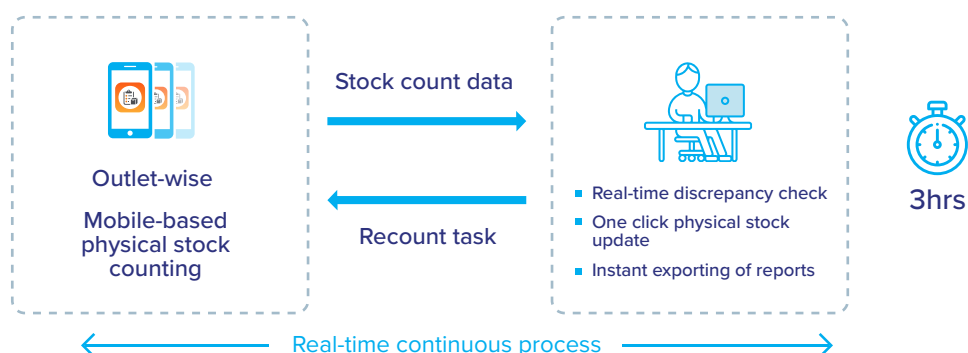 Stock count data
Outlet-wise
Mobile-based
physical stock
counting
Recount task
Real-time discrepancy check
One click physical stock
update
Instant exporting of reports
3hrs
Real-time continuous process